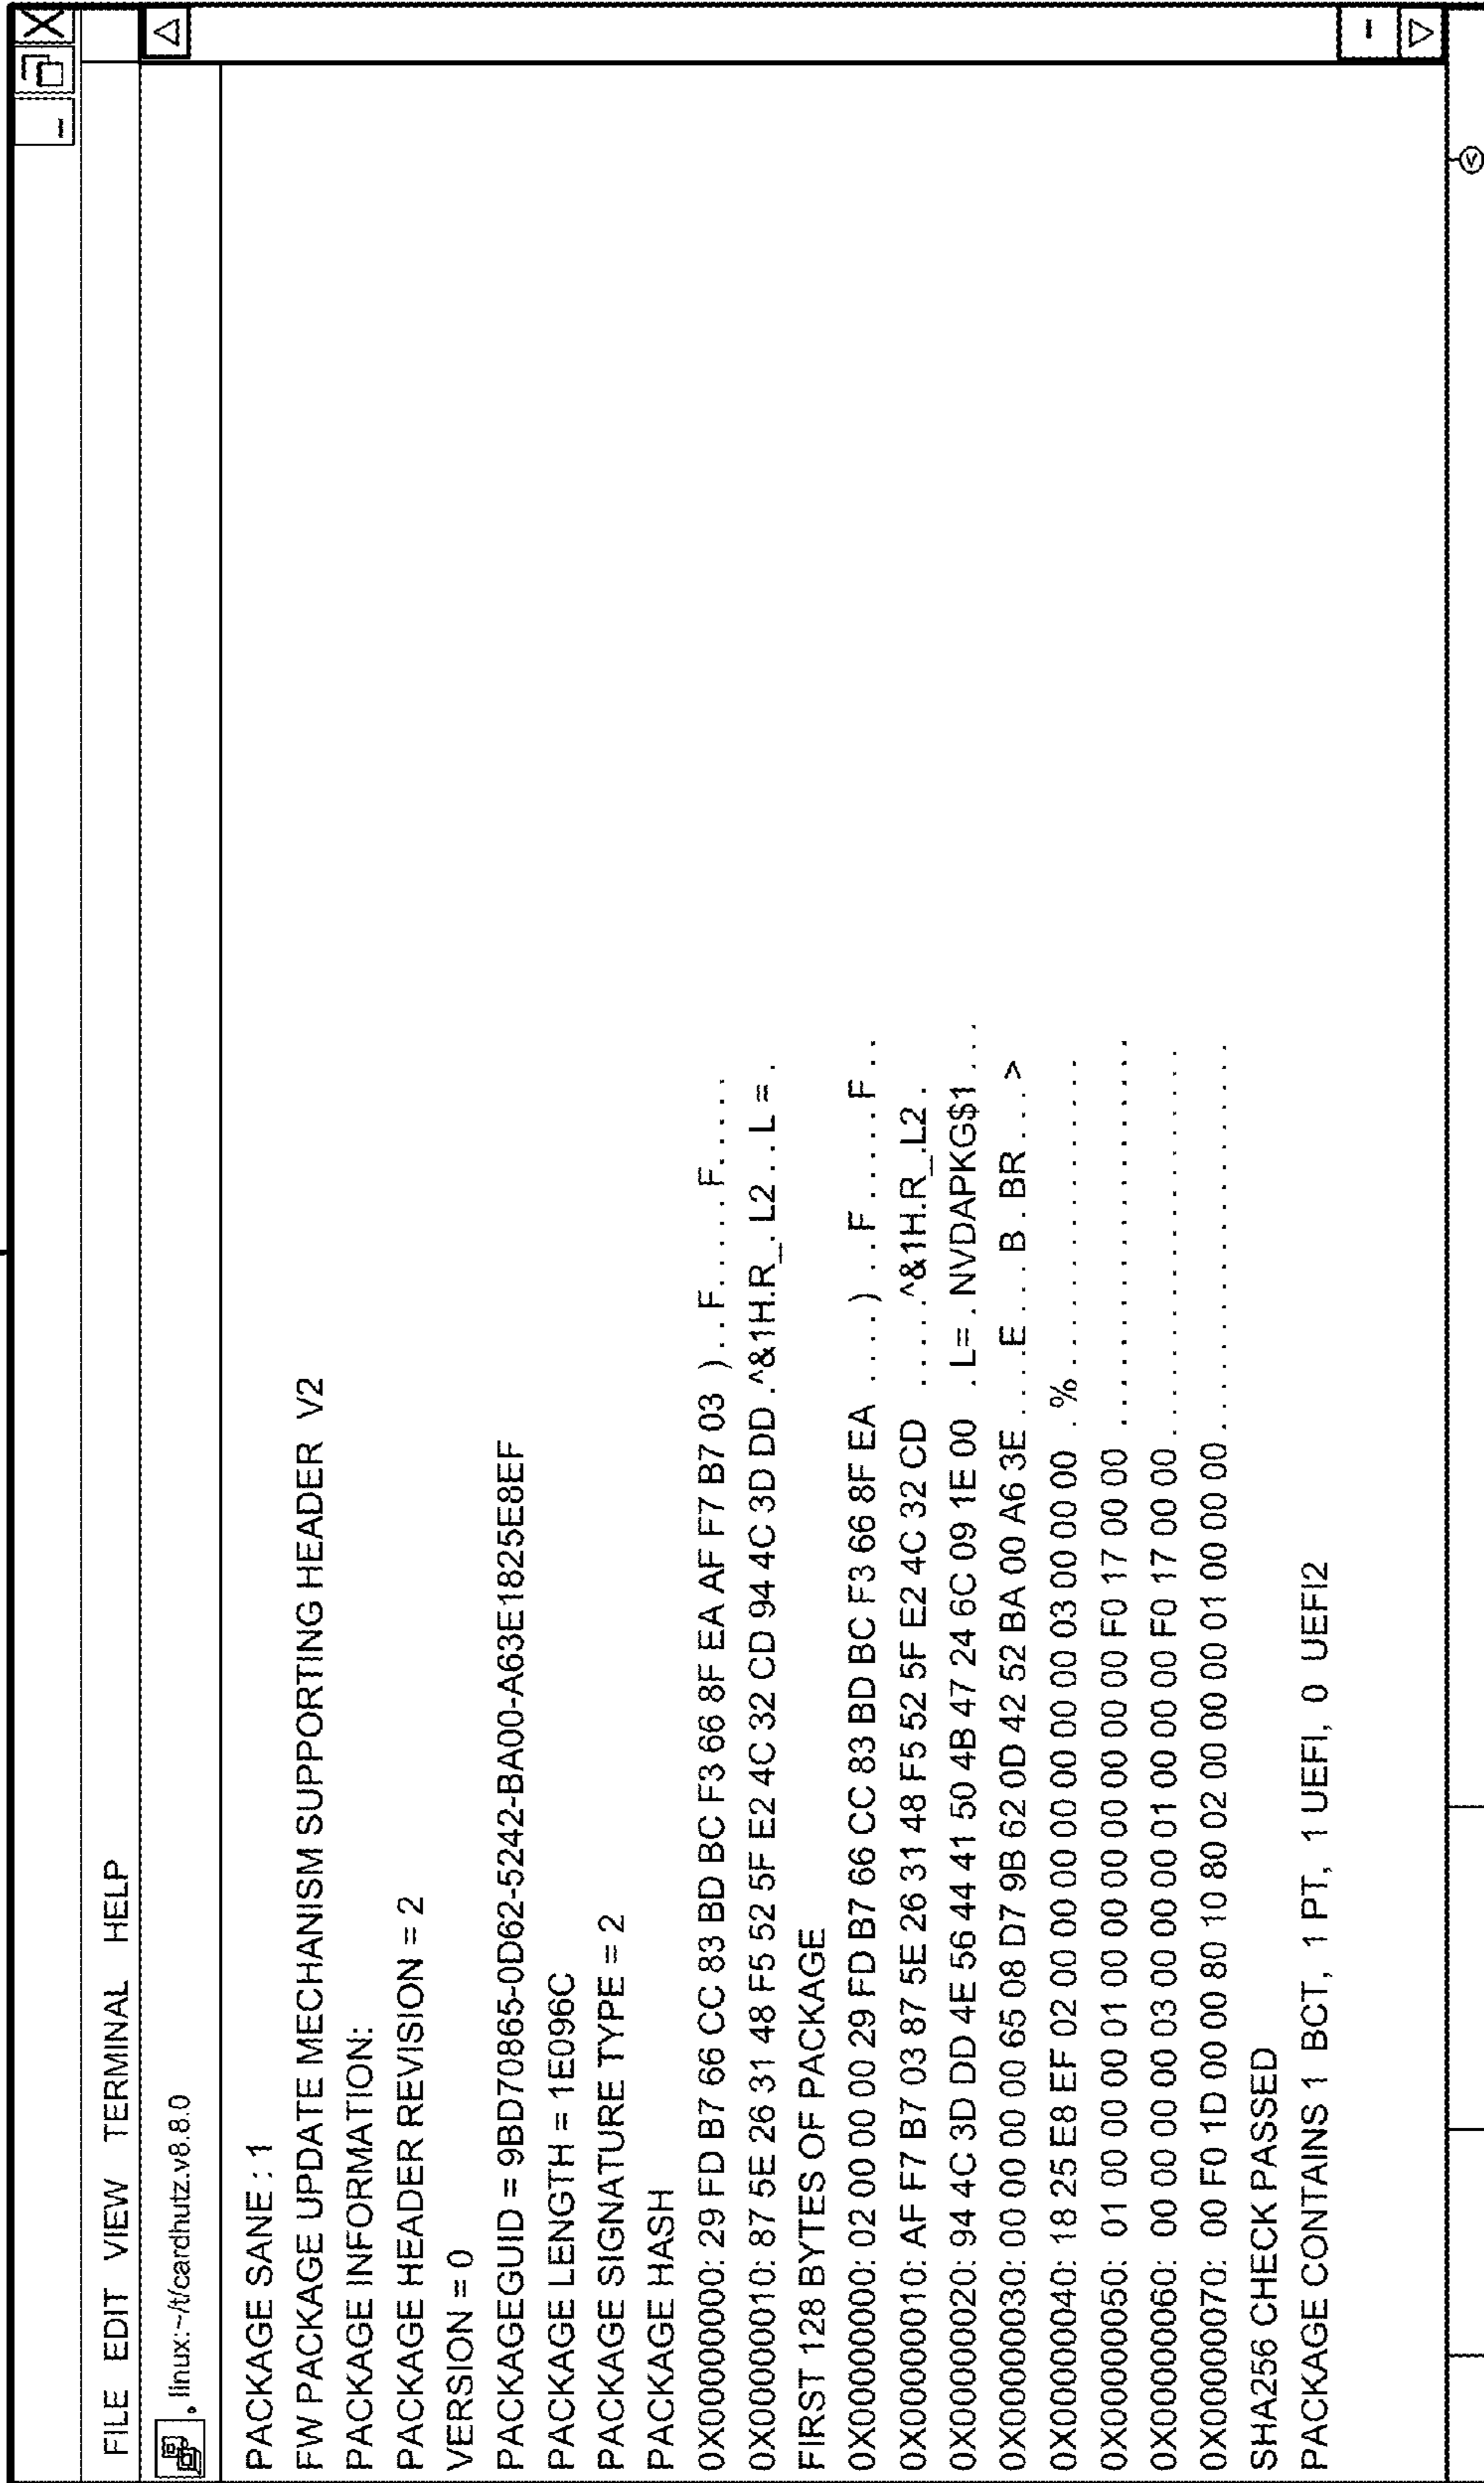 FILE EDIT VIEW TERMINAL HELP
linux:~/t/cardhutz.v8.8.0
PACKAGE SANE : 1
FW PACKAGE UPDATE MECHANISM SUPPORTING HEADER V2
PACKAGE INFORMATION:
PACKAGE HEADER REVISION = 2
VERSION = 0
PACKAGEGUID = 9BD70865-0D62-5242-BA00-A63E1825E8EF
PACKAGE LENGTH = 1E096C
PACKAGE SIGNATURE TYPE = 2
PACKAGE HASH
0X00000000: 29 FD B7 66 CC 83 BD BC F3 66 8F EA AF F7 B7 03 ) . . F . . . . . F . . . . .
0X00000010: 87 5E 26 31 48 F5 52 5F E2 4C 32 CD 94 4C 3D DD .^&1H.R_. L2 . . L = .
FIRST 128 BYTES OF PACKAGE
0X00000000: 02 00 00 00 29 FD B7 66 CC 83 BD BC F3 66 8F EA . . . . ) . . F . . . . . F . .
0X00000010: AF F7 B7 03 87 5E 26 31 48 F5 52 5F E2 4C 32 CD . . . . . ^&1H.R_.L2 .
0X00000020: 94 4C 3D DD 4E 56 44 41 50 4B 47 24 6C 09 1E 00 . L= . NVDAPKG$1 . . .
0X00000030: 00 00 00 00 65 08 D7 9B 62 0D 42 52 BA 00 A6 3E . . . . E . . . B . BR . . . >
0X00000040: 18 25 E8 EF 02 00 00 00 00 00 00 00 03 00 00 00 . % . . . . . . . . . . . . . .
0X00000050: 01 00 00 00 01 00 00 00 00 00 00 00 F0 17 00 00 . . . . . . . . . . . . . . . .
0X00000060: 00 00 00 00 03 00 00 00 01 00 00 00 F0 17 00 00 . . . . . . . . . . . . . . . .
0X00000070: 00 F0 1D 00 00 80 10 80 02 00 00 00 01 00 00 00 . . . . . . . . . . . . . . . .
SHA256 CHECK PASSED
PACKAGE CONTAINS 1 BCT, 1 PT, 1 UEFI, 0 UEFI2